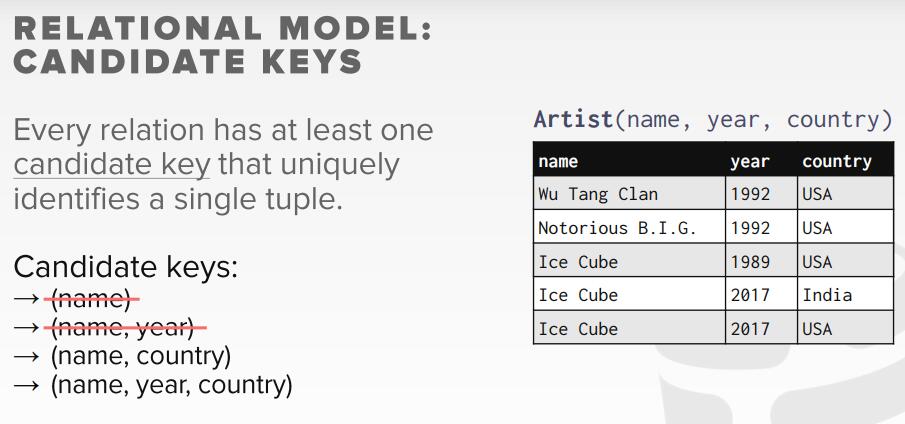 RELATIONAL MODEL:
CANDIDATE KEYS
Every relation has at least one
candidate key that uniquely
identifies a single tuple.
Candidate keys:
→ (name)
→ (name, year)
→ (name, country)
→ (name, year, country)
Artist(name, year, country)
name year country
Wu Tang Clan 1992 USA
Notorious B.I.G. 1992 USA
Ice Cube 1989 USA
Ice Cube 2017 India
Ice Cube 2017 USA